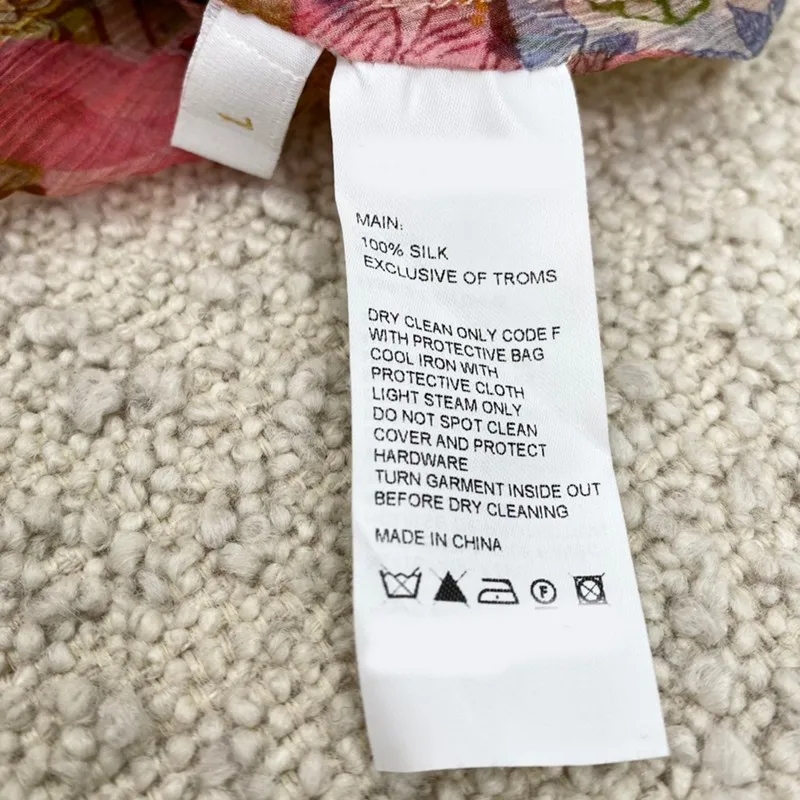 1
MAIN:
100% SILK
EXCLUSIVE OF TROMS
DRY CLEAN ONLY CODE F
WITH PROTECTIVE BAG
COOL IRON WITH
PROTECTIVE CLOTH
LIGHT STEAM ONLY
DO NOT SPOT CLEAN
COVER AND PROTECT
HARDWARE
TURN GARMENT INSIDE OUT
BEFORE DRY CLEANING
MADE IN CHINA
F